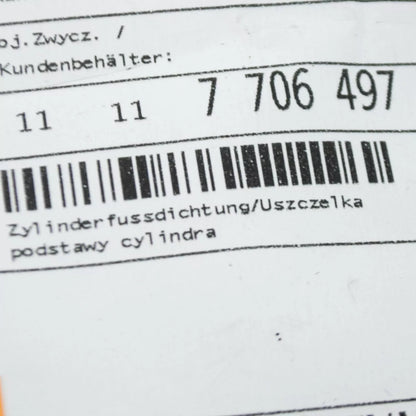 oj.Zwycz. /
Kundenbehälter:
11 11 7 706 497
Zylinderfussdichtung/Uszczelka
podstawy cylindra